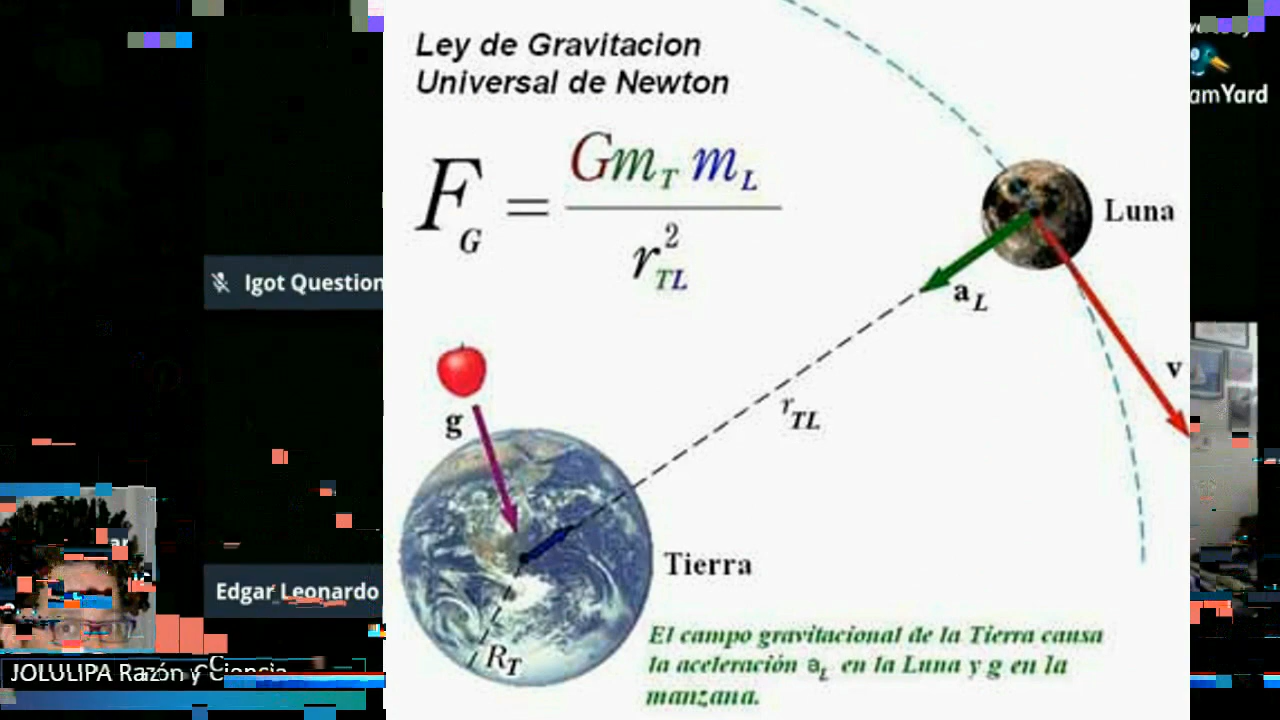 Ley de Gravitacion
Universal de Newton
F_G = G m_T m_L / r_TL^2
Luna
a_L
v
r_TL
g
Tierra
R_T
El campo gravitacional de la Tierra causa
la aceleración a_L en la Luna y g en la
manzana.
Igot Question
Edgar Leonardo
JOLULIPA Razón y Ciencia
amYard